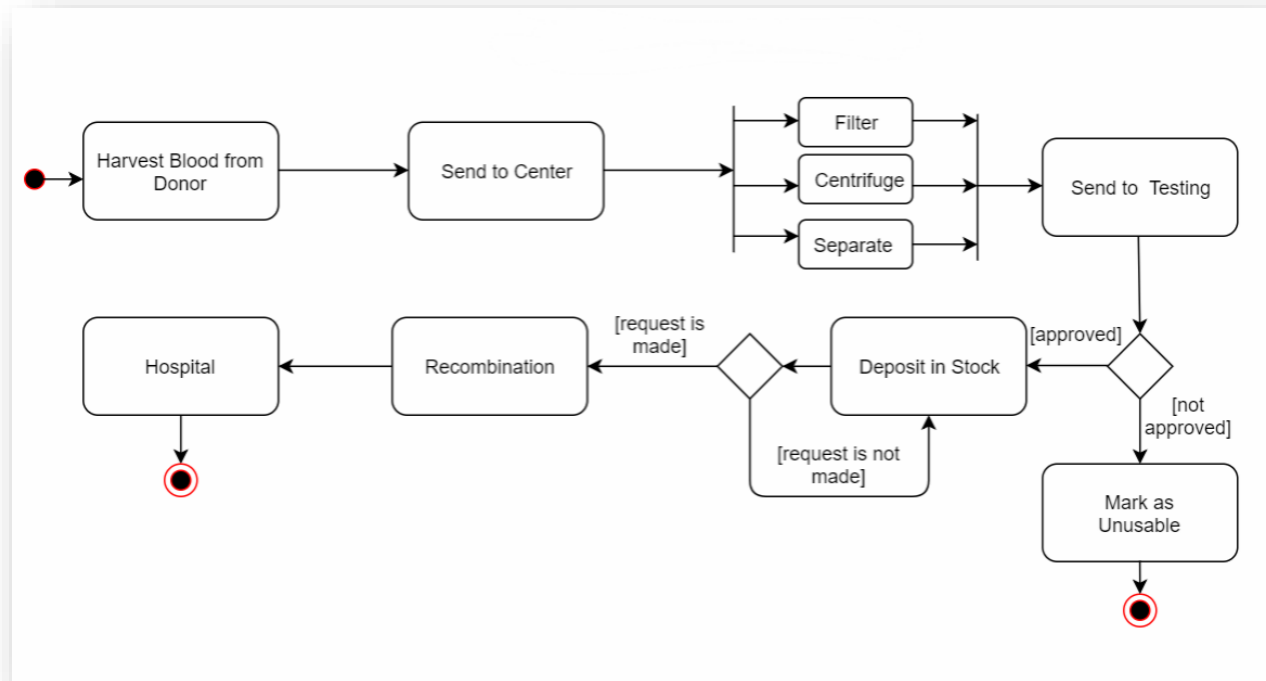 Harvest Blood from
Donor
Send to Center
Filter
Centrifuge
Separate
Send to Testing
[approved]
[not
approved]
Mark as
Unusable
Deposit in Stock
[request is not
made]
[request is
made]
Recombination
Hospital